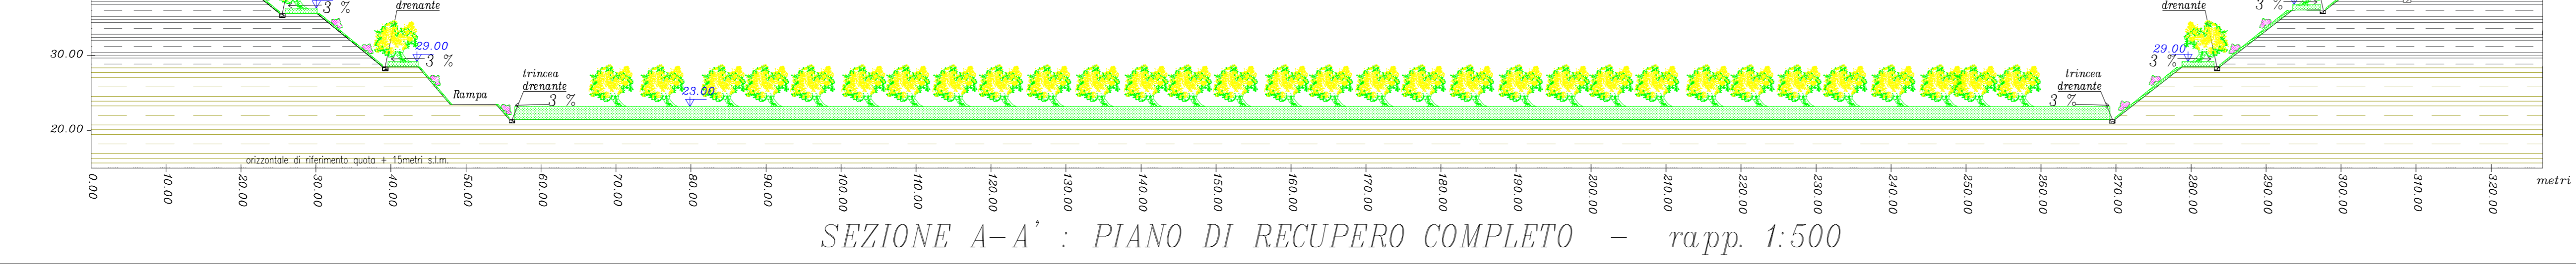 3 %
drenante
29.00
3 %
30.00
trincea
drenante
3 %
Rampa
23.00
20.00
orizzontale di riferimento quota + 15metri s.l.m.
3 %
drenante
29.00
3 %
trincea
drenante
3 %
0.00 10.00 20.00 30.00 40.00 50.00 60.00 70.00 80.00 90.00 100.00 110.00 120.00 130.00 140.00 150.00 160.00 170.00 180.00 190.00 200.00 210.00 220.00 230.00 240.00 250.00 260.00 270.00 280.00 290.00 300.00 310.00 320.00
metri
SEZIONE A-A' : PIANO DI RECUPERO COMPLETO - rapp. 1:500